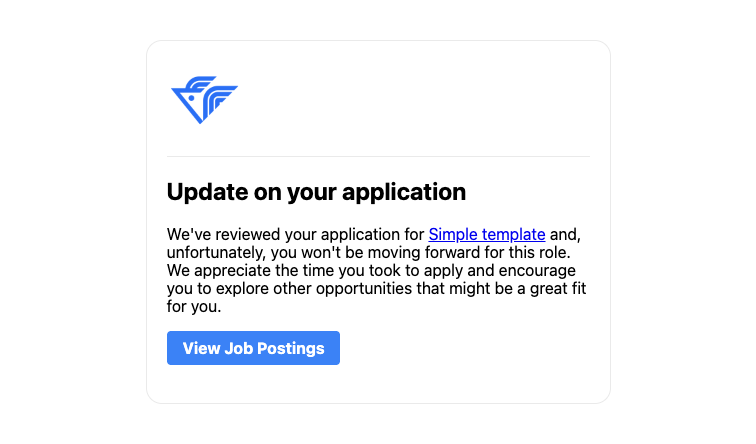 Update on your application
We've reviewed your application for Simple template and,
unfortunately, you won't be moving forward for this role.
We appreciate the time you took to apply and encourage
you to explore other opportunities that might be a great fit
for you.
View Job Postings